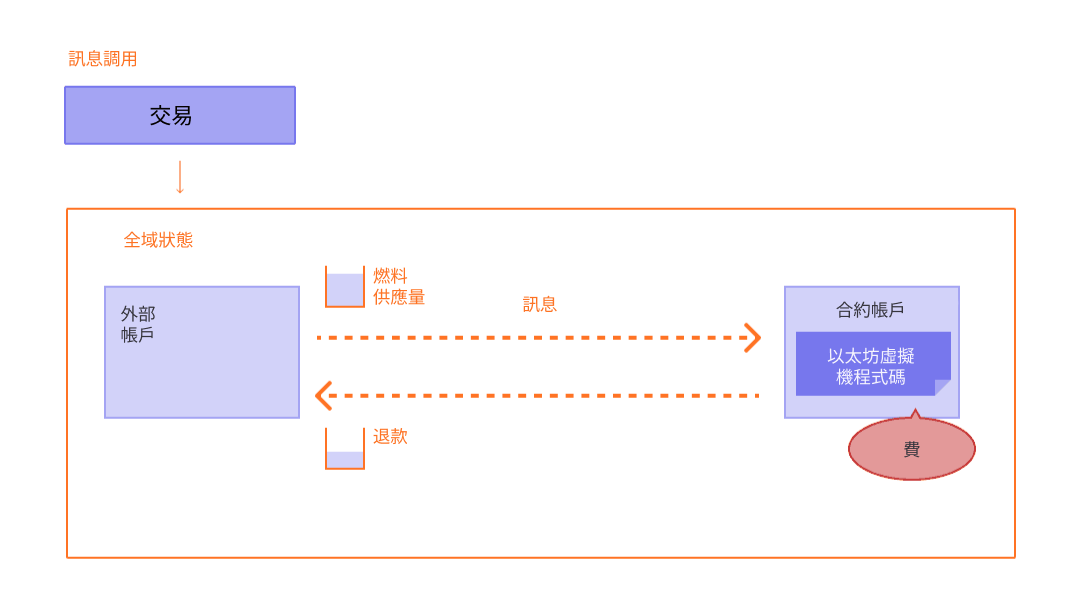 訊息調用
交易
全域狀態
燃料
供應量
訊息
外部
帳戶
合約帳戶
以太坊虛擬
機程式碼
退款
費